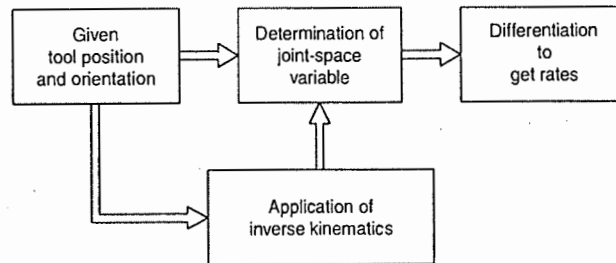 Given
tool position
and orientation
Determination of
joint-space
variable
Differentiation
to
get rates
Application of
inverse kinematics